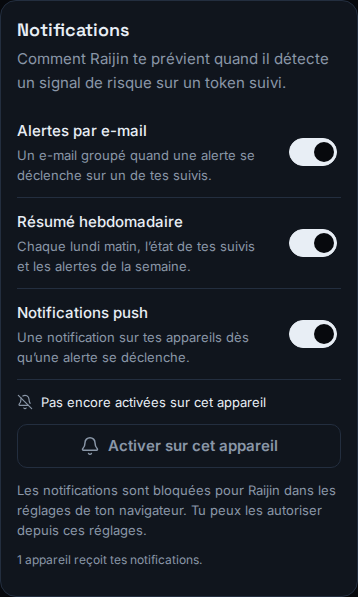 Notifications
Comment Raijin te prévient quand il détecte
un signal de risque sur un token suivi.
Alertes par e-mail
Un e-mail groupé quand une alerte se
déclenche sur un de tes suivis.
Résumé hebdomadaire
Chaque lundi matin, l’état de tes suivis
et les alertes de la semaine.
Notifications push
Une notification sur tes appareils dès
qu’une alerte se déclenche.
Pas encore activées sur cet appareil
Activer sur cet appareil
Les notifications sont bloquées pour Raijin dans les
réglages de ton navigateur. Tu peux les autoriser
depuis ces réglages.
1 appareil reçoit tes notifications.